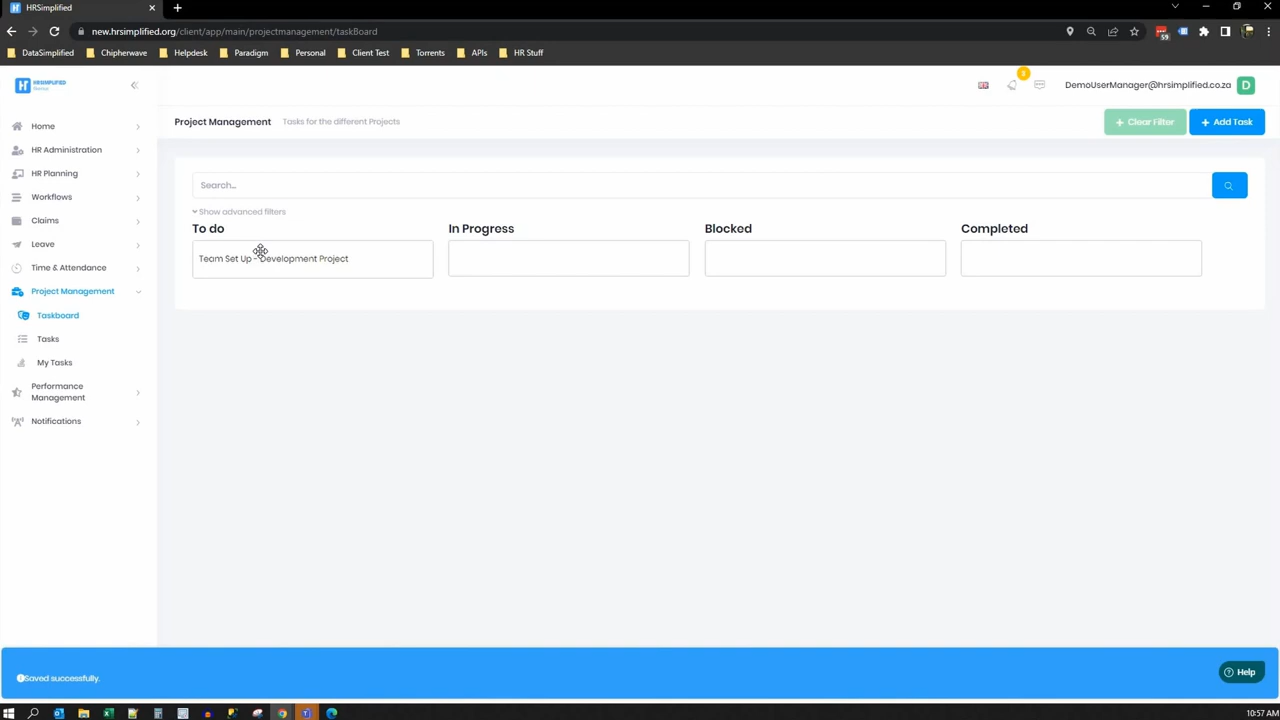 HRSimplified
new.hrsimplified.org/client/app/main/projectmanagement/taskBoard
59
DataSimplified
Chipherwave
Helpdesk
Paradigm
Personal
Client Test
Torrents
APIs
HR Stuff
HRSIMPLIFIED
DemoUserManager@hrsimplified.co.za
D
Project Management
Tasks for the different Projects
+ Clear Filter
+ Add Task
Home
HR Administration
HR Planning
Workflows
Claims
Leave
Time & Attendance
Project Management
Taskboard
Tasks
My Tasks
Performance
Management
Notifications
Search...
Show advanced filters
To do
In Progress
Blocked
Completed
Team Set Up - Development Project
Saved successfully.
Help
10:57 AM